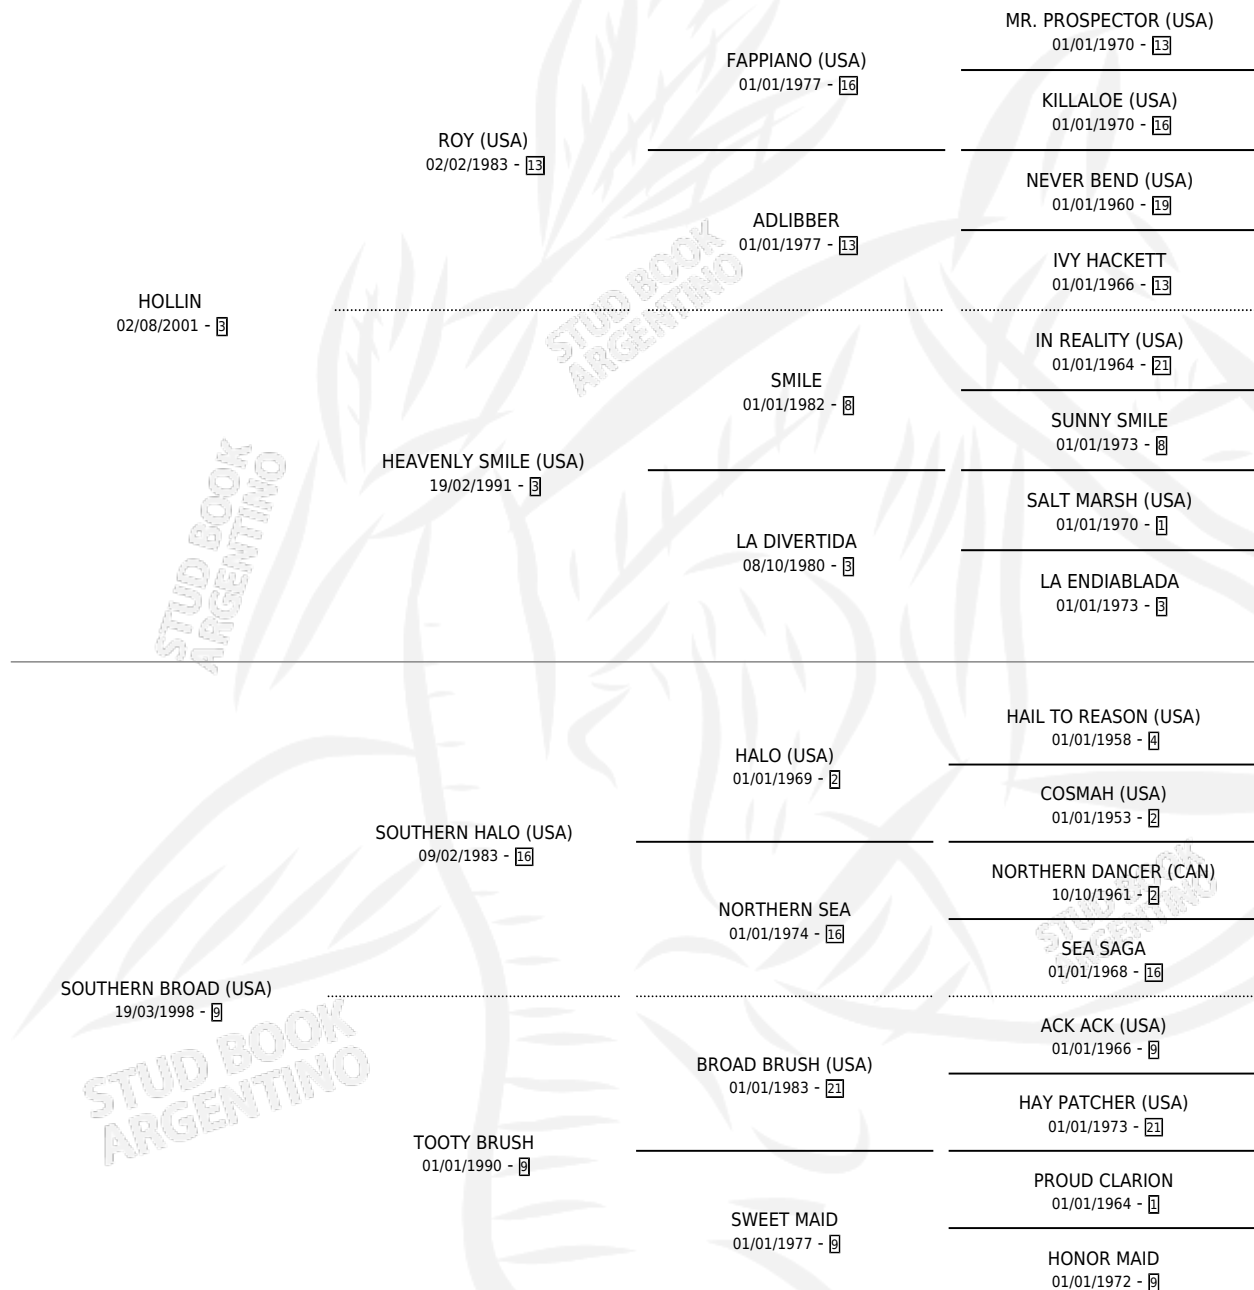 MR. PROSPECTOR (USA)
01/01/1970 - 13
FAPPIANO (USA)
01/01/1977 - 16
KILLALOE (USA)
01/01/1970 - 16
ROY (USA)
02/02/1983 - 13
NEVER BEND (USA)
01/01/1960 - 19
ADLIBBER
01/01/1977 - 13
IVY HACKETT
01/01/1966 - 13
HOLLIN
02/08/2001 - 3
IN REALITY (USA)
01/01/1964 - 21
SMILE
01/01/1982 - 8
SUNNY SMILE
01/01/1973 - 8
HEAVENLY SMILE (USA)
19/02/1991 - 3
SALT MARSH (USA)
01/01/1970 - 1
LA DIVERTIDA
08/10/1980 - 3
LA ENDIABLADA
01/01/1973 - 3
HAIL TO REASON (USA)
01/01/1958 - 4
HALO (USA)
01/01/1969 - 2
COSMAH (USA)
01/01/1953 - 2
SOUTHERN HALO (USA)
09/02/1983 - 16
NORTHERN DANCER (CAN)
10/10/1961 - 2
NORTHERN SEA
01/01/1974 - 16
SEA SAGA
01/01/1968 - 16
SOUTHERN BROAD (USA)
19/03/1998 - 9
ACK ACK (USA)
01/01/1966 - 9
BROAD BRUSH (USA)
01/01/1983 - 21
HAY PATCHER (USA)
01/01/1973 - 21
TOOTY BRUSH
01/01/1990 - 9
PROUD CLARION
01/01/1964 - 1
SWEET MAID
01/01/1977 - 9
HONOR MAID
01/01/1972 - 9
STUD BOOK
ARGENTINO
STUD BOOK
ARGENTINO
STUD BOOK
ARGENTINO
STUD BOOK
ARGENTINO